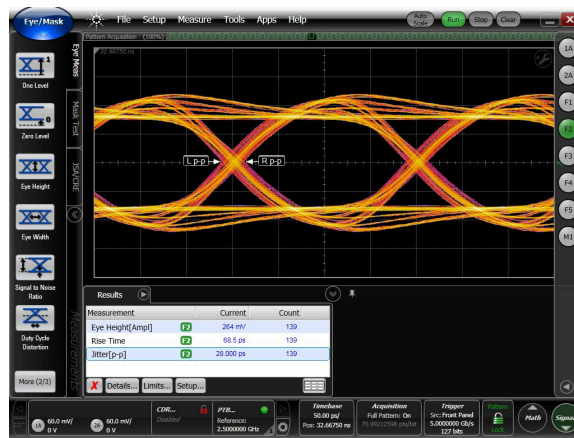 Eye/Mask
File Setup Measure Tools Apps Help
Auto Scale
Run
Stop
Clear
Pattern Acquisition (100%)
32.66750 ns
Eye Meas
Mask Test
JSA/CRE
One Level
Zero Level
Eye Height
Eye Width
Signal to Noise
Ratio
Duty Cycle
Distortion
More (2/3)
Measurements
1A
2A
F1
F2
F3
F4
F5
M1
L p-p
R p-p
Results
Measurement Current Count
Eye Height[Ampl] F2 264 mV 139
Rise Time F2 68.5 ps 139
Jitter[p-p] F2 28.000 ps 139
Details... Limits... Setup...
1A 60.0 mV/
0 V
2A 60.0 mV/
0 V
CDR...
Disabled
PTB...
Reference:
2.5000000 GHz
Timebase
50.00 ps/
Pos: 32.66750 ns
Acquisition
Full Pattern: On
70.99212598 pts/bit
Trigger
Src: Front Panel
5.0000000 Gb/s
127 bits
Pattern
Lock
Math
Signals